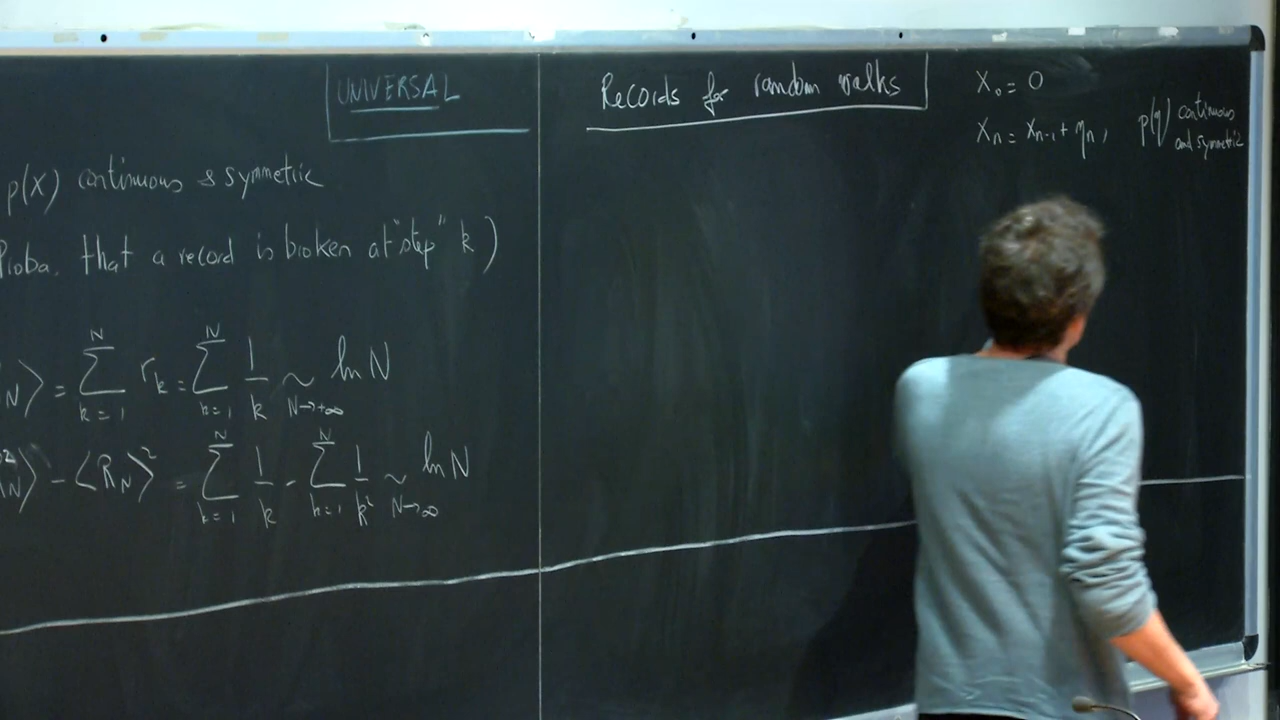 UNIVERSAL
p(X) continuous & symmetric
Proba. that a record is broken at "step" k )
N⟩ = ∑_{k=1}^{N} r_k = ∑_{k=1}^{N} 1/k ~_{N→+∞} ln N
²_N⟩ - ⟨R_N⟩² = ∑_{k=1}^{N} 1/k - ∑_{k=1}^{N} 1/k² ~_{N→∞} ln N
Records for random walks
X_0 = 0
X_n = X_{n-1} + η_n, p(η) continuous
and symmetric